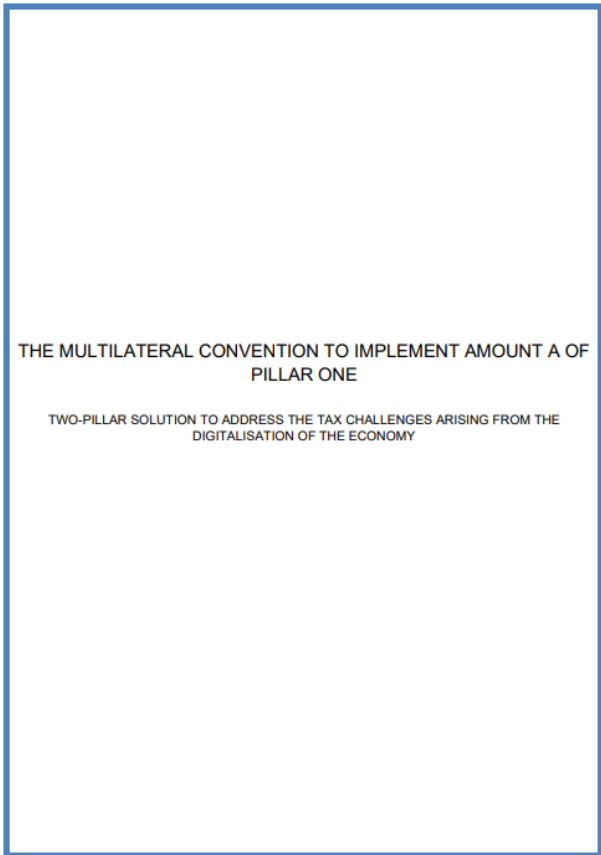 THE MULTILATERAL CONVENTION TO IMPLEMENT AMOUNT A OF
PILLAR ONE
TWO-PILLAR SOLUTION TO ADDRESS THE TAX CHALLENGES ARISING FROM THE
DIGITALISATION OF THE ECONOMY